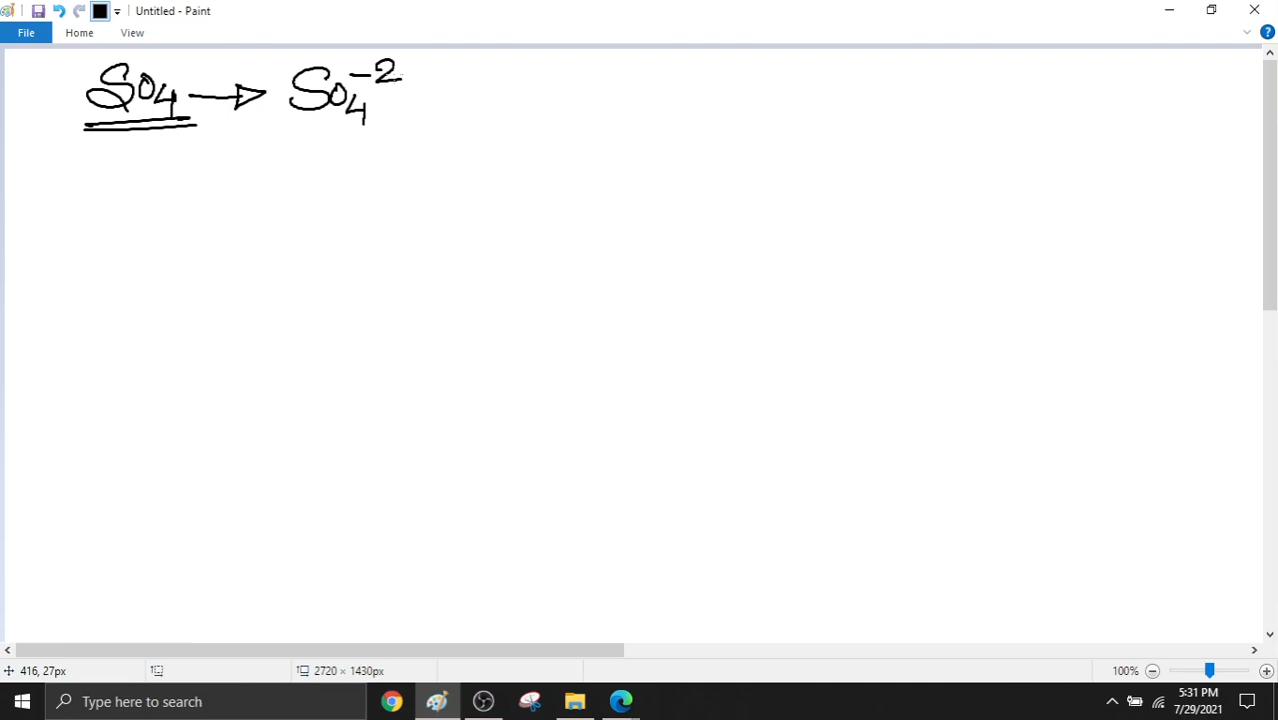 Untitled - Paint
File Home View
SO4 → SO4-2
416, 27px 2720 × 1430px 100%
Type here to search 5:31 PM
7/29/2021